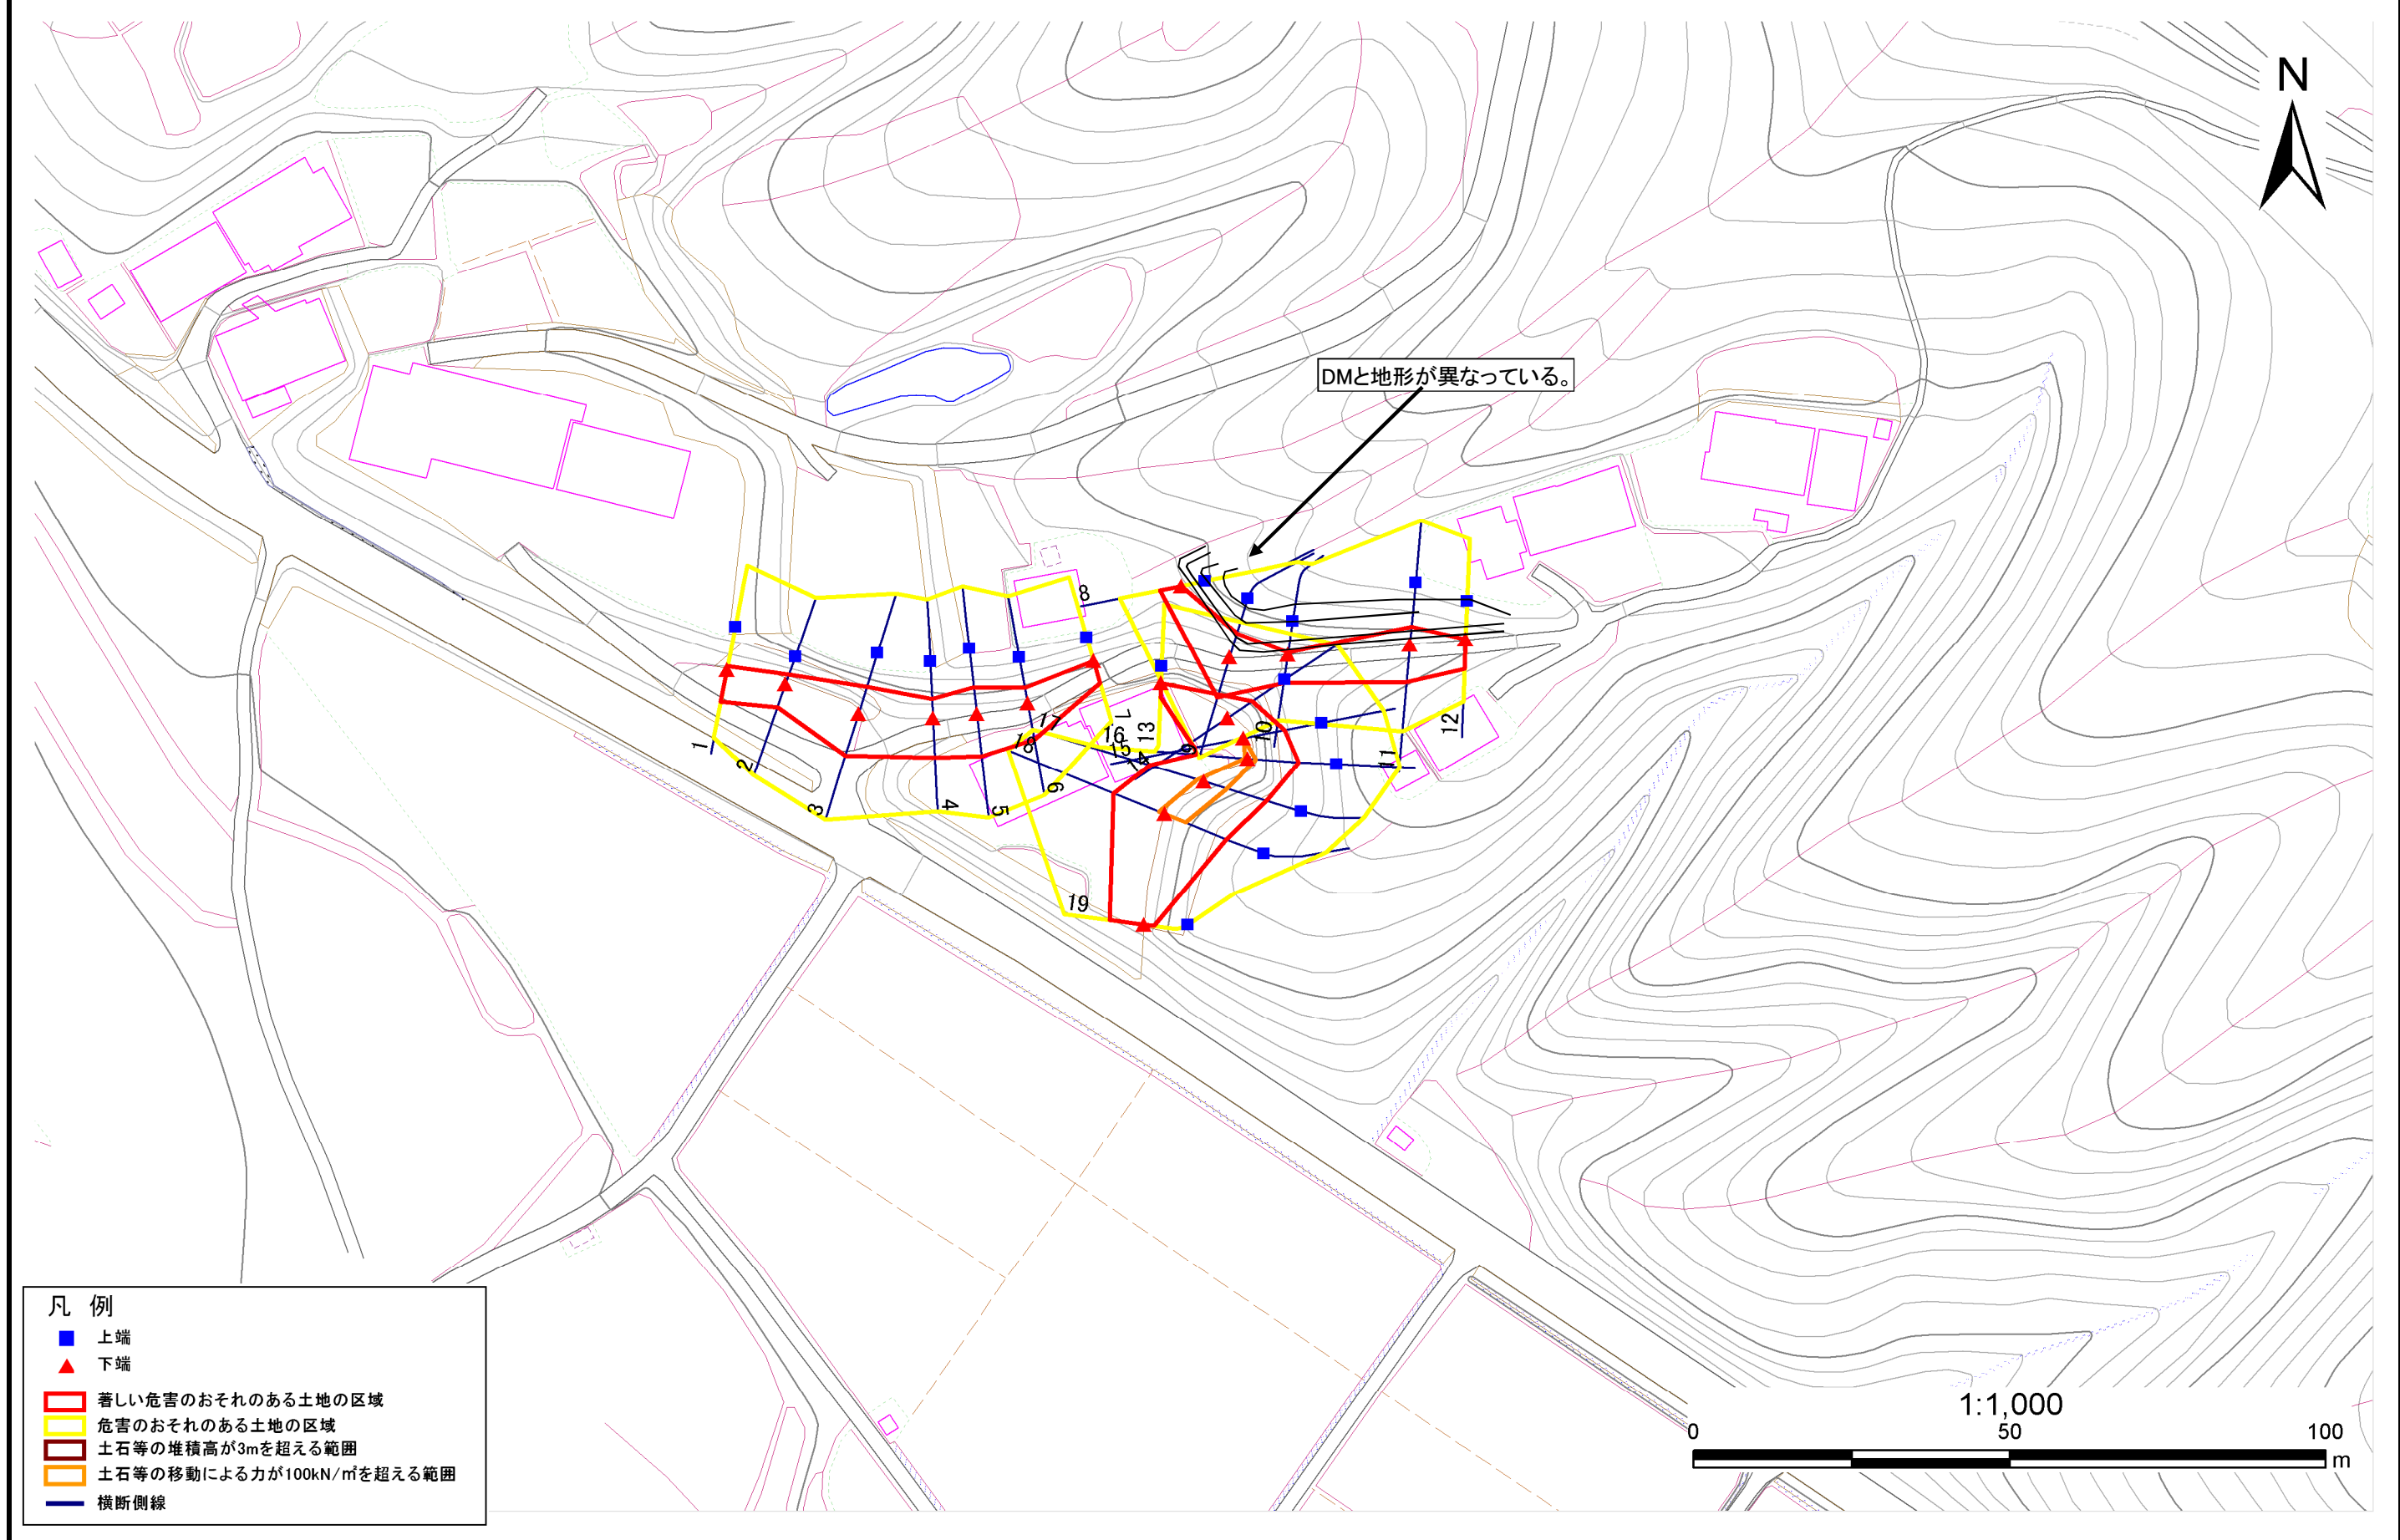 N
DMと地形が異なっている。
8
17
18
16
15
7
13
14
9
10
11
12
1
2
3
4
5
6
19
凡 例
上端
下端
著しい危害のおそれのある土地の区域
危害のおそれのある土地の区域
土石等の堆積高が3mを超える範囲
土石等の移動による力が100kN/㎡を超える範囲
横断側線
1:1,000
0 50 100
m